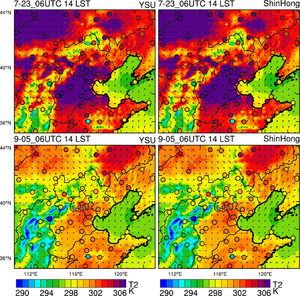 7-23_06UTC 14 LST YSU
7-23_06UTC 14 LST ShinHong
44°N
40°N
36°N
9-05_06UTC 14 LST YSU
9-05_06UTC 14 LST ShinHong
44°N
40°N
36°N
112°E 116°E 120°E 112°E 116°E 120°E
T2
K
290 294 298 302 306
T2
K
290 294 298 302 306